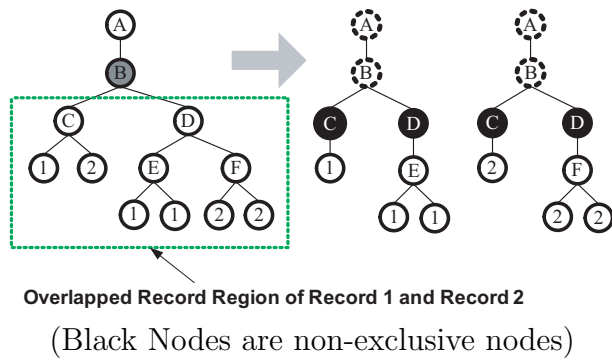 A A A
B B B
C D C D C D
1 2 E F 1 E 2 F
1 1 2 2 1 1 2 2
Overlapped Record Region of Record 1 and Record 2
(Black Nodes are non-exclusive nodes)